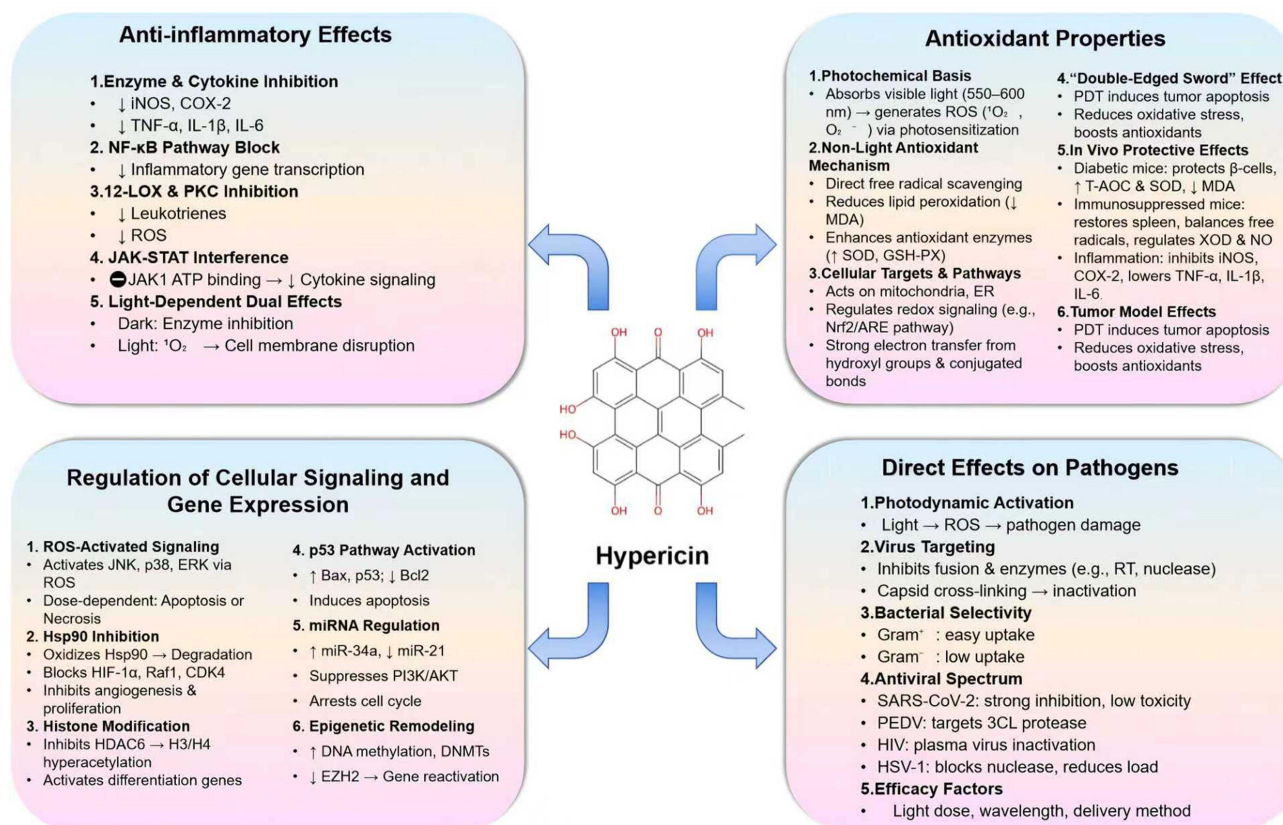 Anti-inflammatory Effects
1.Enzyme & Cytokine Inhibition
• ↓ iNOS, COX-2
• ↓ TNF-α, IL-1β, IL-6
2. NF-κB Pathway Block
• ↓ Inflammatory gene transcription
3.12-LOX & PKC Inhibition
• ↓ Leukotrienes
• ↓ ROS
4. JAK-STAT Interference
• ⛔JAK1 ATP binding → ↓ Cytokine signaling
5. Light-Dependent Dual Effects
• Dark: Enzyme inhibition
• Light: ¹O₂ → Cell membrane disruption
Antioxidant Properties
1.Photochemical Basis
• Absorbs visible light (550–600
nm) → generates ROS (¹O₂ ,
O₂ ⁻ ) via photosensitization
2.Non-Light Antioxidant
Mechanism
• Direct free radical scavenging
• Reduces lipid peroxidation (↓
MDA)
• Enhances antioxidant enzymes
(↑ SOD, GSH-PX)
3.Cellular Targets & Pathways
• Acts on mitochondria, ER
• Regulates redox signaling (e.g.,
Nrf2/ARE pathway)
• Strong electron transfer from
hydroxyl groups & conjugated
bonds
4.“Double-Edged Sword” Effect
• PDT induces tumor apoptosis
• Reduces oxidative stress,
boosts antioxidants
5.In Vivo Protective Effects
• Diabetic mice: protects β-cells,
↑ T-AOC & SOD, ↓ MDA
• Immunosuppressed mice:
restores spleen, balances free
radicals, regulates XOD & NO
• Inflammation: inhibits iNOS,
COX-2, lowers TNF-α, IL-1β,
IL-6.
6.Tumor Model Effects
• PDT induces tumor apoptosis
• Reduces oxidative stress,
boosts antioxidants
OH O OH
HO
HO
OH O OH
Hypericin
Regulation of Cellular Signaling and
Gene Expression
1. ROS-Activated Signaling
• Activates JNK, p38, ERK via
ROS
• Dose-dependent: Apoptosis or
Necrosis
2. Hsp90 Inhibition
• Oxidizes Hsp90 → Degradation
• Blocks HIF-1α, Raf1, CDK4
• Inhibits angiogenesis &
proliferation
3. Histone Modification
• Inhibits HDAC6 → H3/H4
hyperacetylation
• Activates differentiation genes
4. p53 Pathway Activation
• ↑ Bax, p53; ↓ Bcl2
• Induces apoptosis
5. miRNA Regulation
• ↑ miR-34a, ↓ miR-21
• Suppresses PI3K/AKT
• Arrests cell cycle
6. Epigenetic Remodeling
• ↑ DNA methylation, DNMTs
• ↓ EZH2 → Gene reactivation
Direct Effects on Pathogens
1.Photodynamic Activation
• Light → ROS → pathogen damage
2.Virus Targeting
• Inhibits fusion & enzymes (e.g., RT, nuclease)
• Capsid cross-linking → inactivation
3.Bacterial Selectivity
• Gram⁺ : easy uptake
• Gram⁻ : low uptake
4.Antiviral Spectrum
• SARS-CoV-2: strong inhibition, low toxicity
• PEDV: targets 3CL protease
• HIV: plasma virus inactivation
• HSV-1: blocks nuclease, reduces load
5.Efficacy Factors
• Light dose, wavelength, delivery method